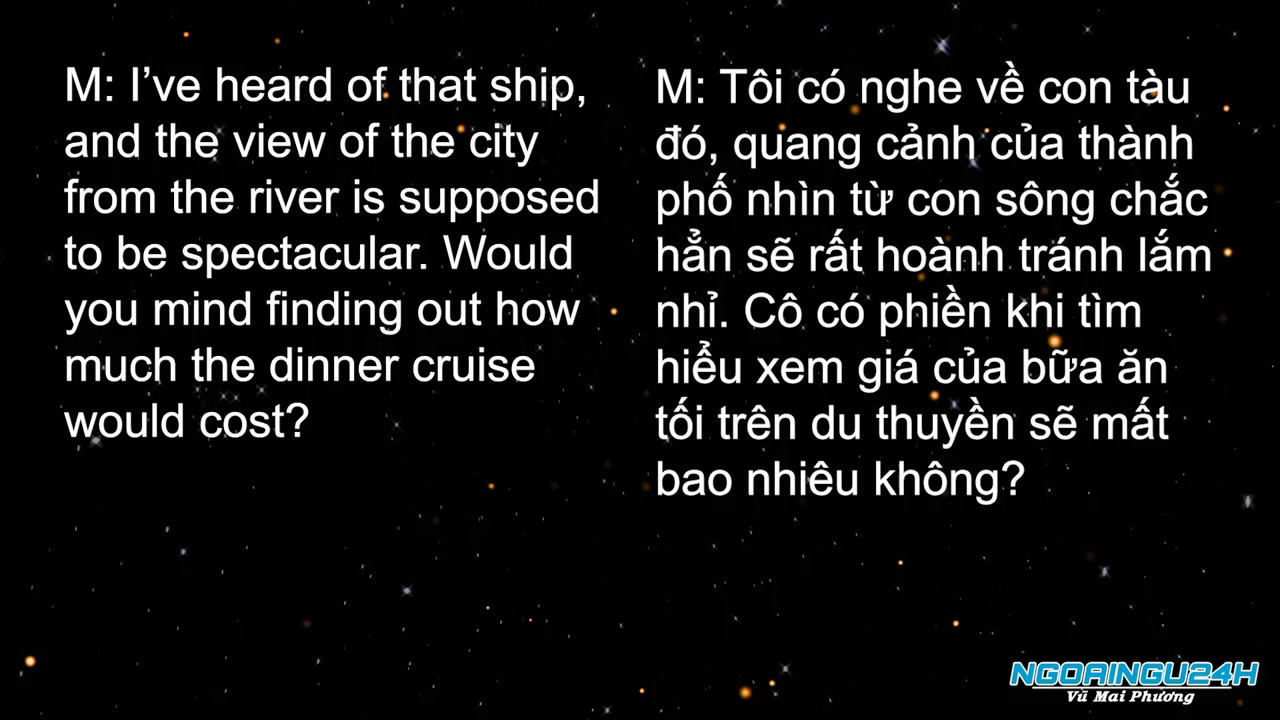 M: I’ve heard of that ship,
and the view of the city
from the river is supposed
to be spectacular. Would
you mind finding out how
much the dinner cruise
would cost?
M: Tôi có nghe về con tàu
đó, quang cảnh của thành
phố nhìn từ con sông chắc
hẳn sẽ rất hoành tránh lắm
nhỉ. Cô có phiền khi tìm
hiểu xem giá của bữa ăn
tối trên du thuyền sẽ mất
bao nhiêu không?
NGOAINGU24H
Vũ Mai Phương